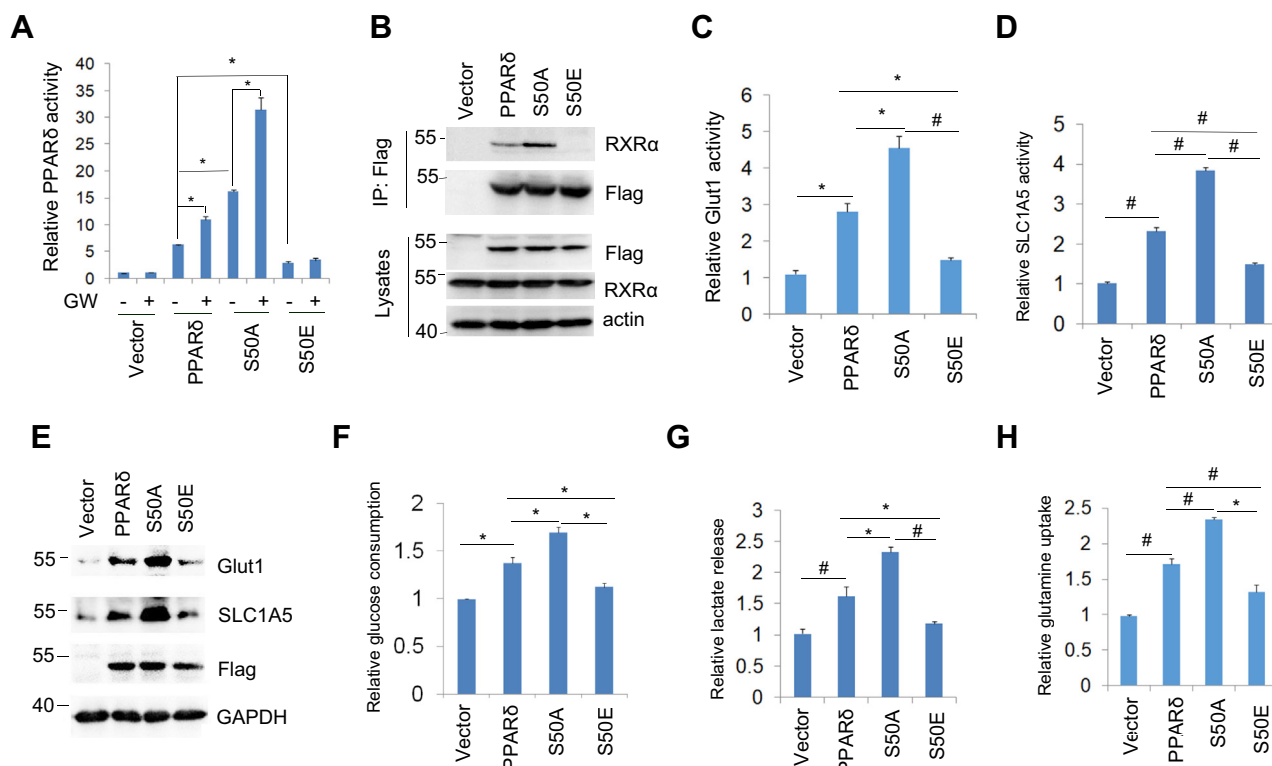 A
Relative PPARδ activity
40
35
30
25
20
15
10
5
0
* * * * *
GW - + - + - + - +
Vector PPARδ S50A S50E
B
Vector PPARδ S50A S50E
IP: Flag
55 RXRα
55 Flag
Lysates
55 Flag
55 RXRα
40 actin
C
Relative Glut1 activity
6
5
4
3
2
1
0
*
* #
*
Vector PPARδ S50A S50E
D
Relative SLC1A5 activity
5
4
3
2
1
0
#
# #
#
Vector PPARδ S50A S50E
E
Vector PPARδ S50A S50E
55 Glut1
55 SLC1A5
55 Flag
40 GAPDH
F
Relative glucose consumption
2
1.5
1
0
*
* *
*
Vector PPARδ S50A S50E
G
Relative lactate release
3
2.5
2
1.5
1
0.5
0
*
* #
#
Vector PPARδ S50A S50E
H
Relative glutamine uptake
2.5
2
1.5
1
0.5
0
#
# *
#
Vector PPARδ S50A S50E